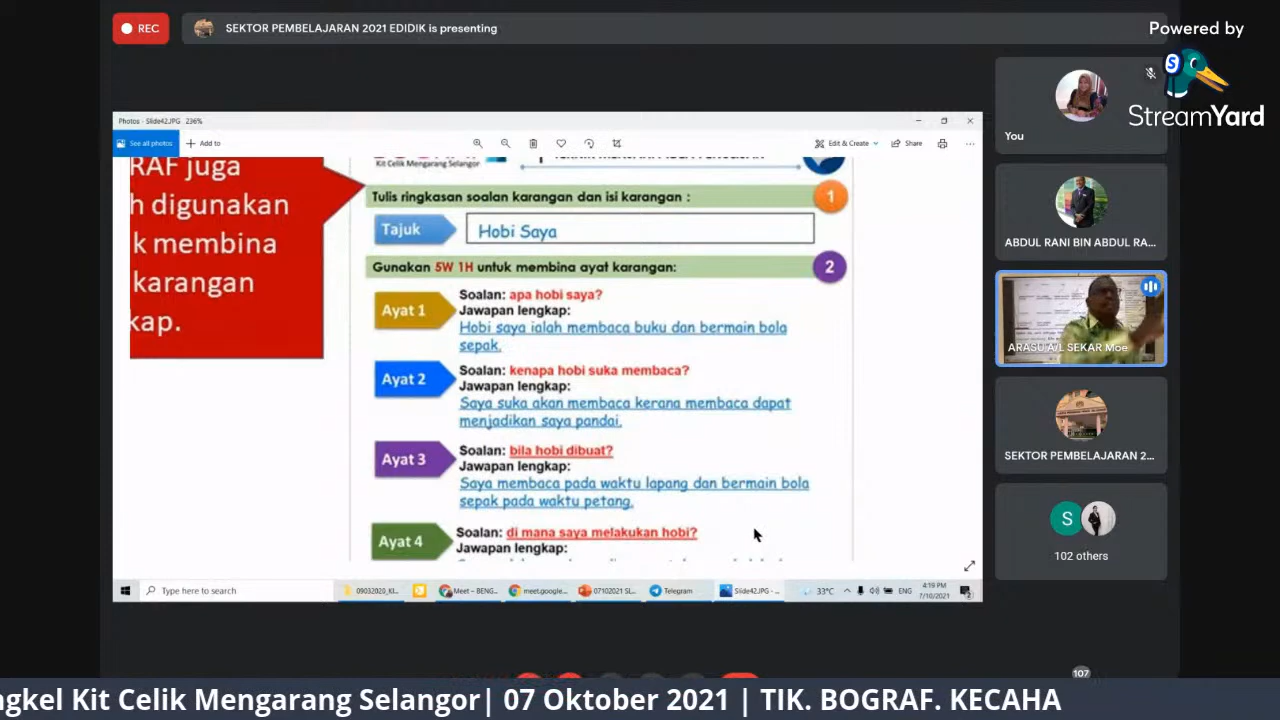 REC
SEKTOR PEMBELAJARAN 2021 EDIDIK is presenting
Powered by
StreamYard
You
ABDUL RANI BIN ABDUL RA...
ARASU A/L SEKAR Moe
SEKTOR PEMBELAJARAN 2...
S
102 others
Photos - Slide42.JPG 236%
See all photos
Add to
Edit & Create
Share
RAF juga
h digunakan
k membina
karangan
kap.
Kit Celik Mengarang Selangor
Tulis ringkasan soalan karangan dan isi karangan :
1
Tajuk
Hobi Saya
Gunakan 5W 1H untuk membina ayat karangan:
2
Ayat 1
Soalan: apa hobi saya?
Jawapan lengkap:
Hobi saya ialah membaca buku dan bermain bola
sepak.
Ayat 2
Soalan: kenapa hobi suka membaca?
Jawapan lengkap:
Saya suka akan membaca kerana membaca dapat
menjadikan saya pandai.
Ayat 3
Soalan: bila hobi dibuat?
Jawapan lengkap:
Saya membaca pada waktu lapang dan bermain bola
sepak pada waktu petang.
Ayat 4
Soalan: di mana saya melakukan hobi?
Jawapan lengkap:
Type here to search
09032020_KI...
Meet – BENG...
meet.google...
07102021 SL...
Telegram
Slide42.JPG - ...
33°C
ENG
4:19 PM
7/10/2021
107
ngkel Kit Celik Mengarang Selangor| 07 Oktober 2021 | TIK. BOGRAF. KECAHA